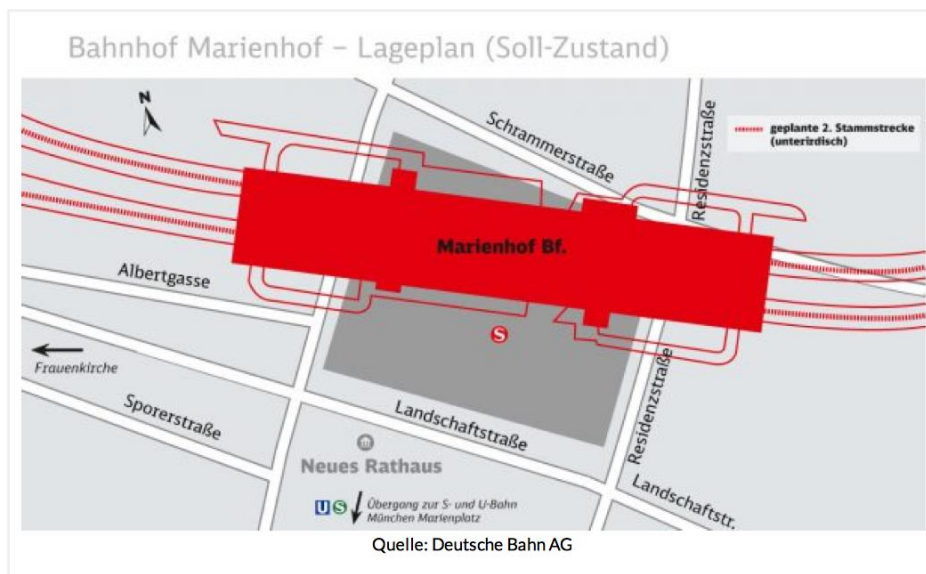 Bahnhof Marienhof – Lageplan (Soll-Zustand)
N
Schrammerstraße
Residenzstraße
geplante 2. Stammstrecke
(unterirdisch)
Marienhof Bf.
Albertgasse
S
Frauenkirche
Sporerstraße
Landschaftstraße
Residenzstraße
Neues Rathaus
Landschaftstr.
U S Übergang zur S- und U-Bahn
München Marienplatz
Quelle: Deutsche Bahn AG